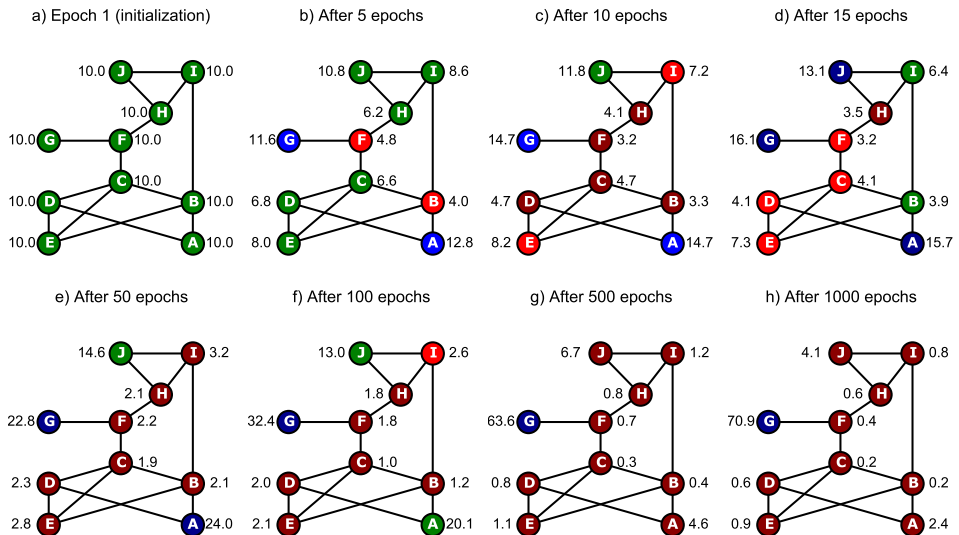 a) Epoch 1 (initialization) b) After 5 epochs c) After 10 epochs d) After 15 epochs
10.0 J I 10.0 10.8 J I 8.6 11.8 J I 7.2 13.1 J I 6.4
10.0 H 6.2 H 4.1 H 3.5 H
10.0 G F 10.0 11.6 G F 4.8 14.7 G F 3.2 16.1 G F 3.2
C 10.0 C 6.6 C 4.7 C 4.1
10.0 D B 10.0 6.8 D B 4.0 4.7 D B 3.3 4.1 D B 3.9
10.0 E A 10.0 8.0 E A 12.8 8.2 E A 14.7 7.3 E A 15.7
e) After 50 epochs f) After 100 epochs g) After 500 epochs h) After 1000 epochs
14.6 J I 3.2 13.0 J I 2.6 6.7 J I 1.2 4.1 J I 0.8
2.1 H 1.8 H 0.8 H 0.6 H
22.8 G F 2.2 32.4 G F 1.8 63.6 G F 0.7 70.9 G F 0.4
C 1.9 C 1.0 C 0.3 C 0.2
2.3 D B 2.1 2.0 D B 1.2 0.8 D B 0.4 0.6 D B 0.2
2.8 E A 24.0 2.1 E A 20.1 1.1 E A 4.6 0.9 E A 2.4